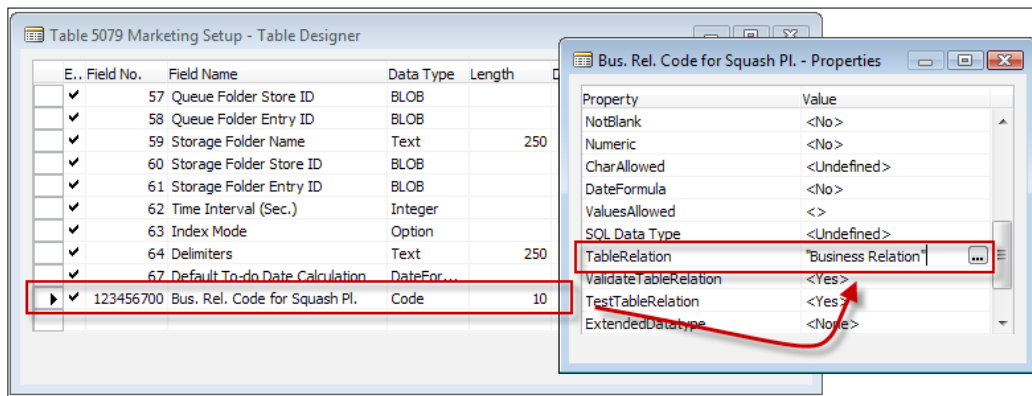 Table 5079 Marketing Setup - Table Designer
E.. Field No. Field Name Data Type Length
57 Queue Folder Store ID BLOB
58 Queue Folder Entry ID BLOB
59 Storage Folder Name Text 250
60 Storage Folder Store ID BLOB
61 Storage Folder Entry ID BLOB
62 Time Interval (Sec.) Integer
63 Index Mode Option
64 Delimiters Text 250
67 Default To-do Date Calculation DateFor...
123456700 Bus. Rel. Code for Squash Pl. Code 10
Bus. Rel. Code for Squash Pl. - Properties
Property Value
NotBlank <No>
Numeric <No>
CharAllowed <Undefined>
DateFormula <No>
ValuesAllowed <>
SQL Data Type <Undefined>
TableRelation "Business Relation" ...
ValidateTableRelation <Yes>
TestTableRelation <Yes>
ExtendedDatatype <None>